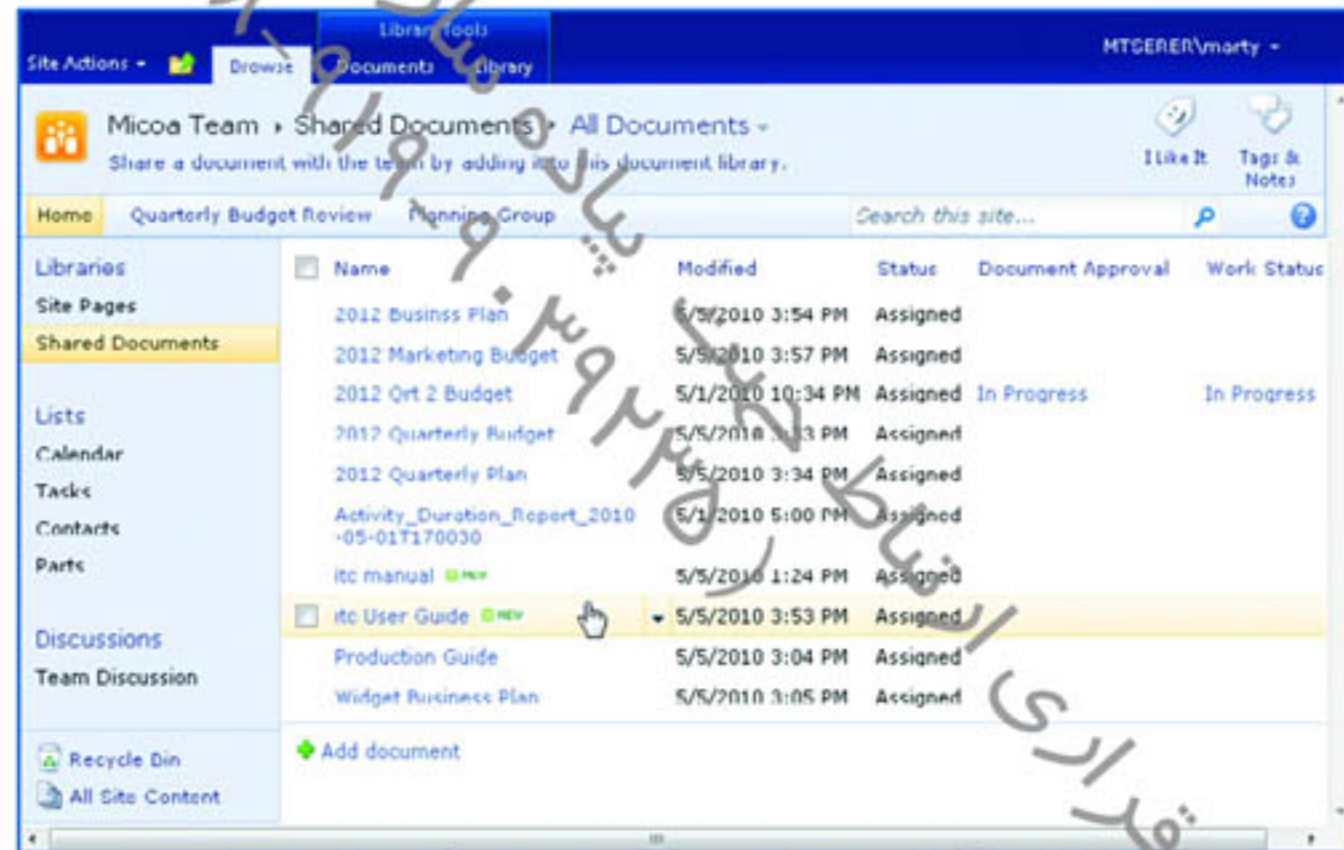 Library Tools
Site Actions
Browse Documents Library
MTSERER\marty
Micoa Team ▸ Shared Documents ▸ All Documents
Share a document with the team by adding it to this document library.
I Like It
Tags & Notes
Home Quarterly Budget Review Planning Group
Search this site...
Libraries
Site Pages
Shared Documents
Lists
Calendar
Tasks
Contacts
Parts
Discussions
Team Discussion
Recycle Bin
All Site Content
Name Modified Status Document Approval Work Status
2012 Businss Plan 5/5/2010 3:54 PM Assigned
2012 Marketing Budget 5/5/2010 3:57 PM Assigned
2012 Qrt 2 Budget 5/1/2010 10:34 PM Assigned In Progress In Progress
2012 Quarterly Budget 5/5/2010 PM Assigned
2012 Quarterly Plan 5/5/2010 3:34 PM Assigned
Activity_Duration_Report_2010 5/1/2010 5:00 PM Assigned
-05-01T170030
itc manual NEW 5/5/2010 1:24 PM Assigned
itc User Guide NEW 5/5/2010 3:53 PM Assigned
Production Guide 5/5/2010 3:04 PM Assigned
Widget Business Plan 5/5/2010 3:05 PM Assigned
Add document